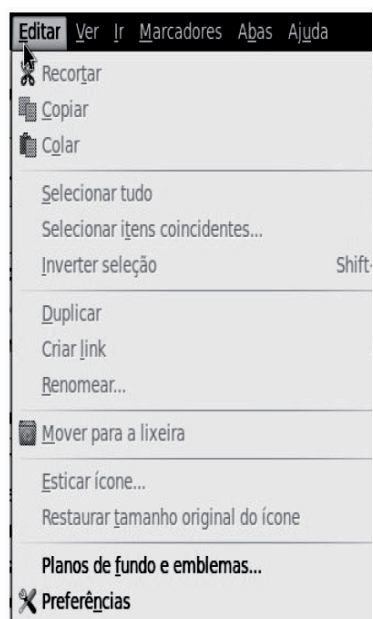 Editar Ver Ir Marcadores Abas Ajuda
Recortar
Copiar
Colar
Selecionar tudo
Selecionar itens coincidentes...
Inverter seleção Shift-
Duplicar
Criar link
Renomear...
Mover para a lixeira
Esticar ícone...
Restaurar tamanho original do ícone
Planos de fundo e emblemas...
Preferências